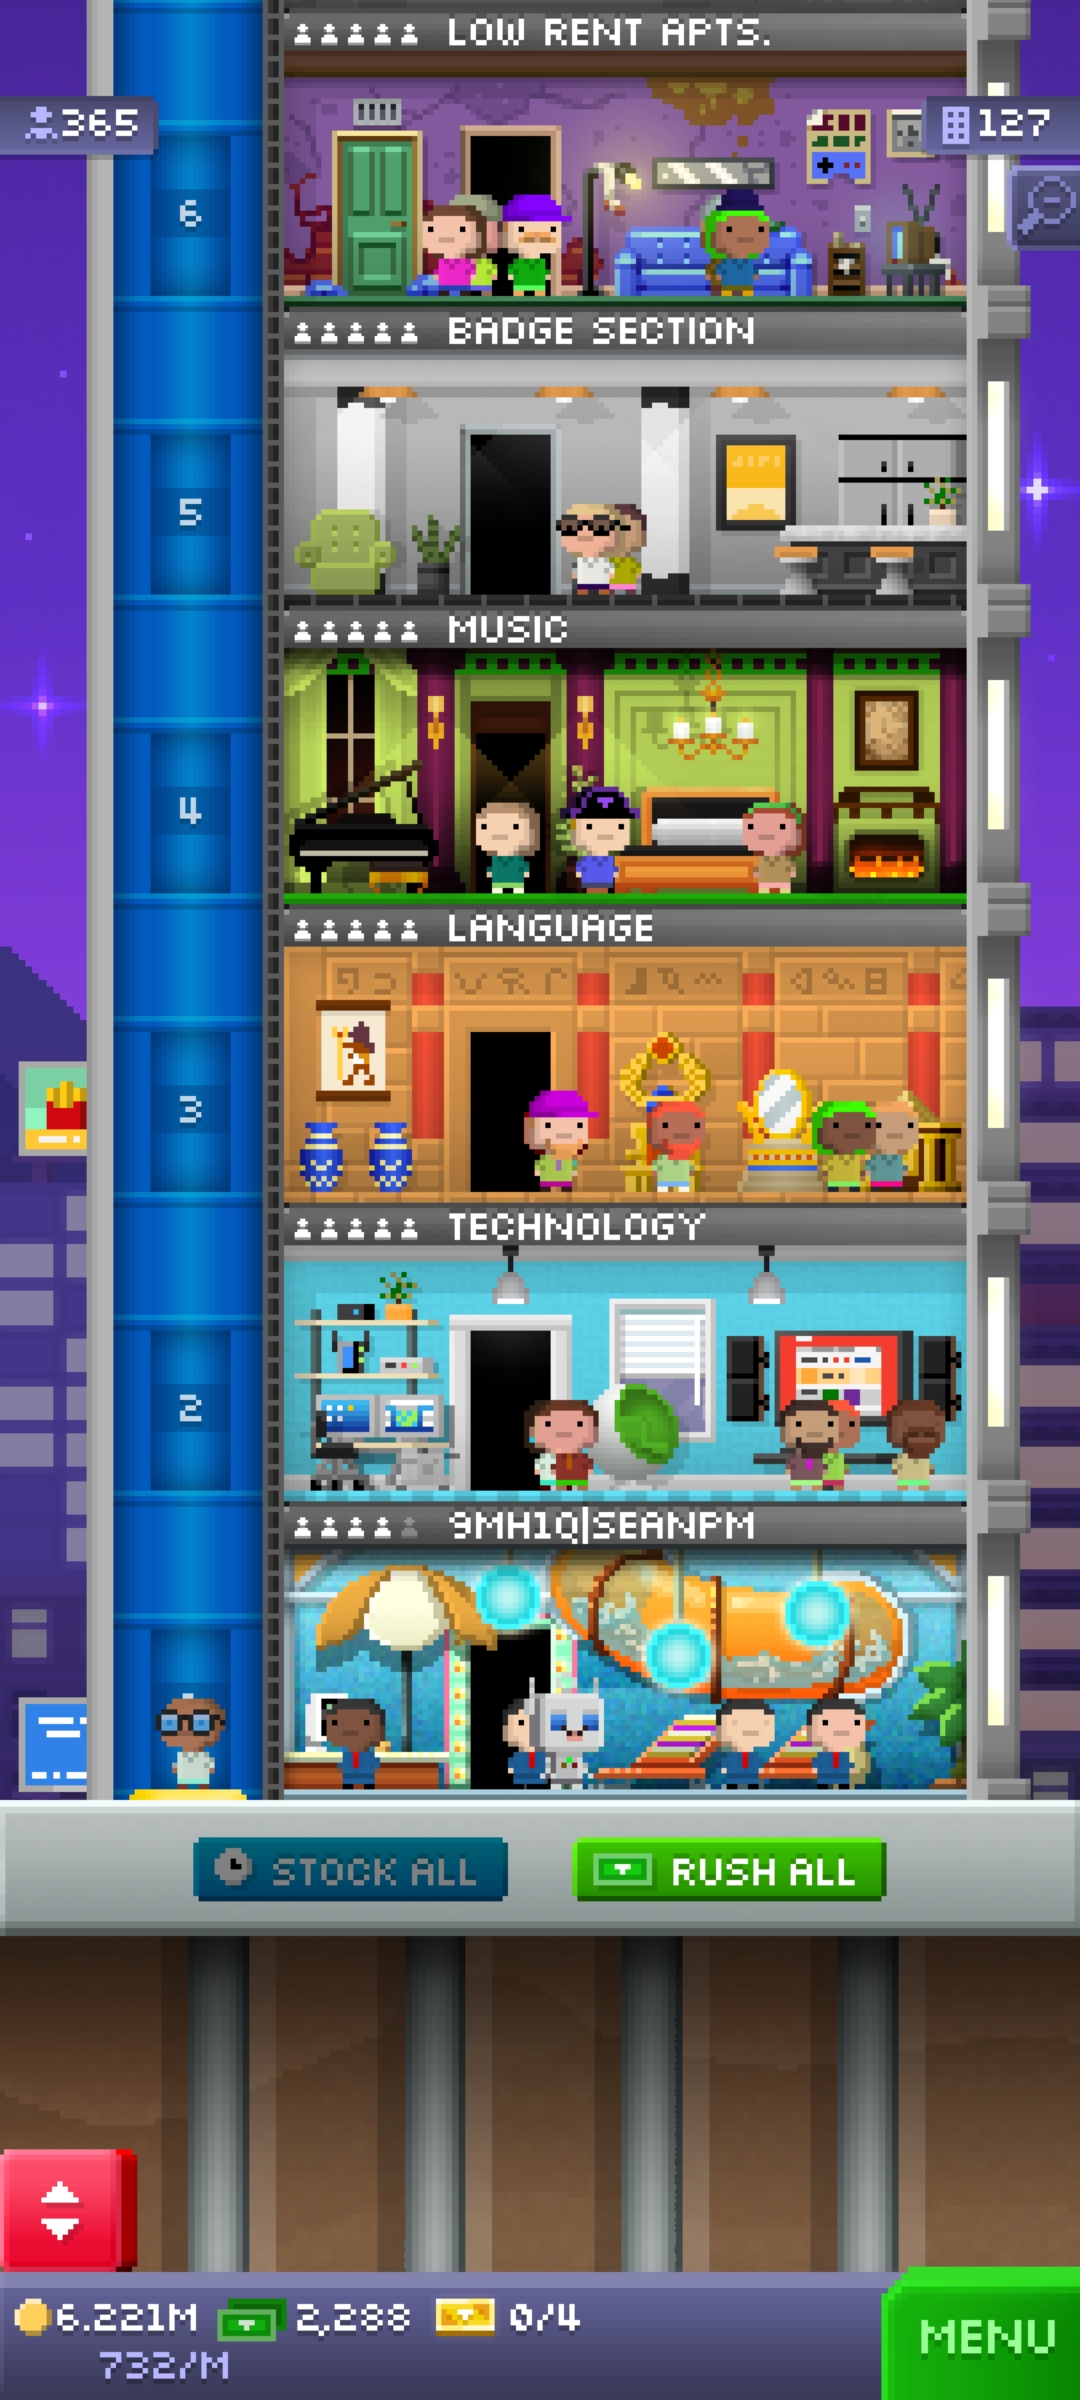 LOW RENT APTS.
365
127
6
BADGE SECTION
5
MUSIC
4
LANGUAGE
3
TECHNOLOGY
2
9MH1Q|SEANPM
STOCK ALL
RUSH ALL
6.221M
2,288
0/4
732/M
MENU